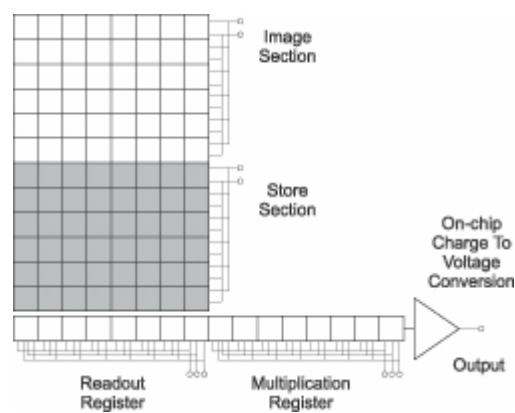 Image
Section
Store
Section
On-chip
Charge To
Voltage
Conversion
Output
Readout
Register
Multiplication
Register